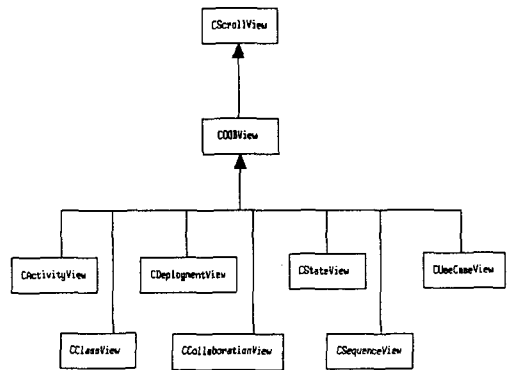 CScrollView
COOBView
CActivityView
CDeploymentView
CStateView
CUseCaseView
CClassView
CCollaborationView
CSequenceView